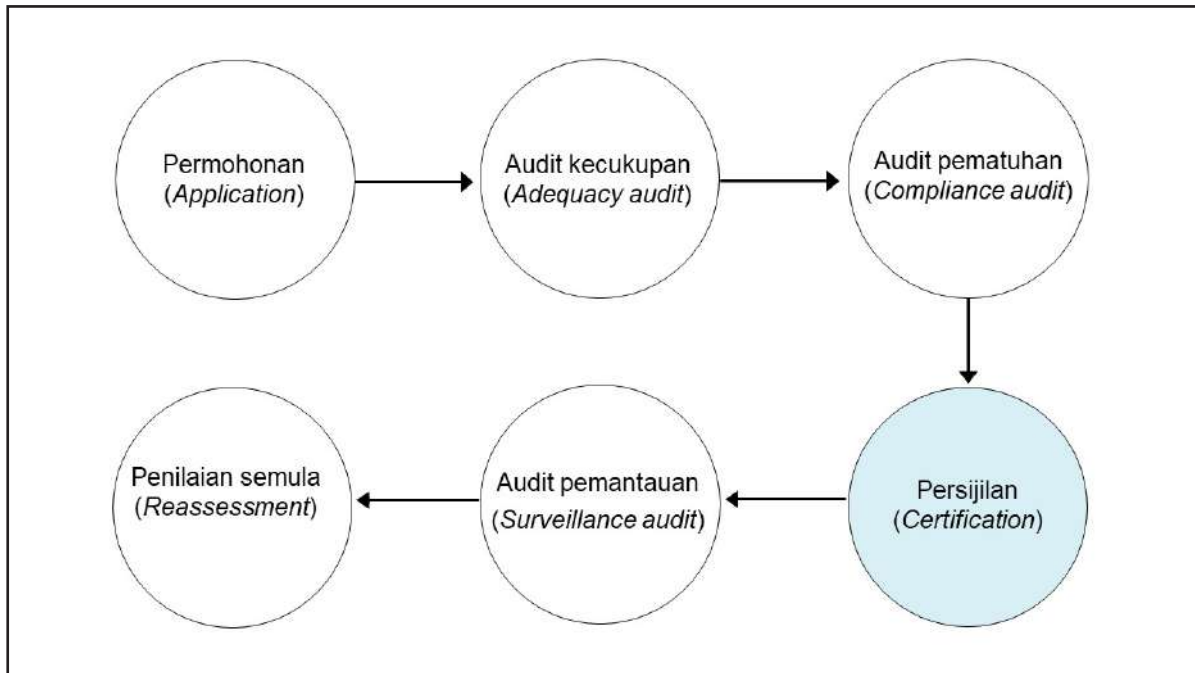 Permohonan
(Application)
Audit kecukupan
(Adequacy audit)
Audit pematuhan
(Compliance audit)
Penilaian semula
(Reassessment)
Audit pemantauan
(Surveillance audit)
Persijilan
(Certification)